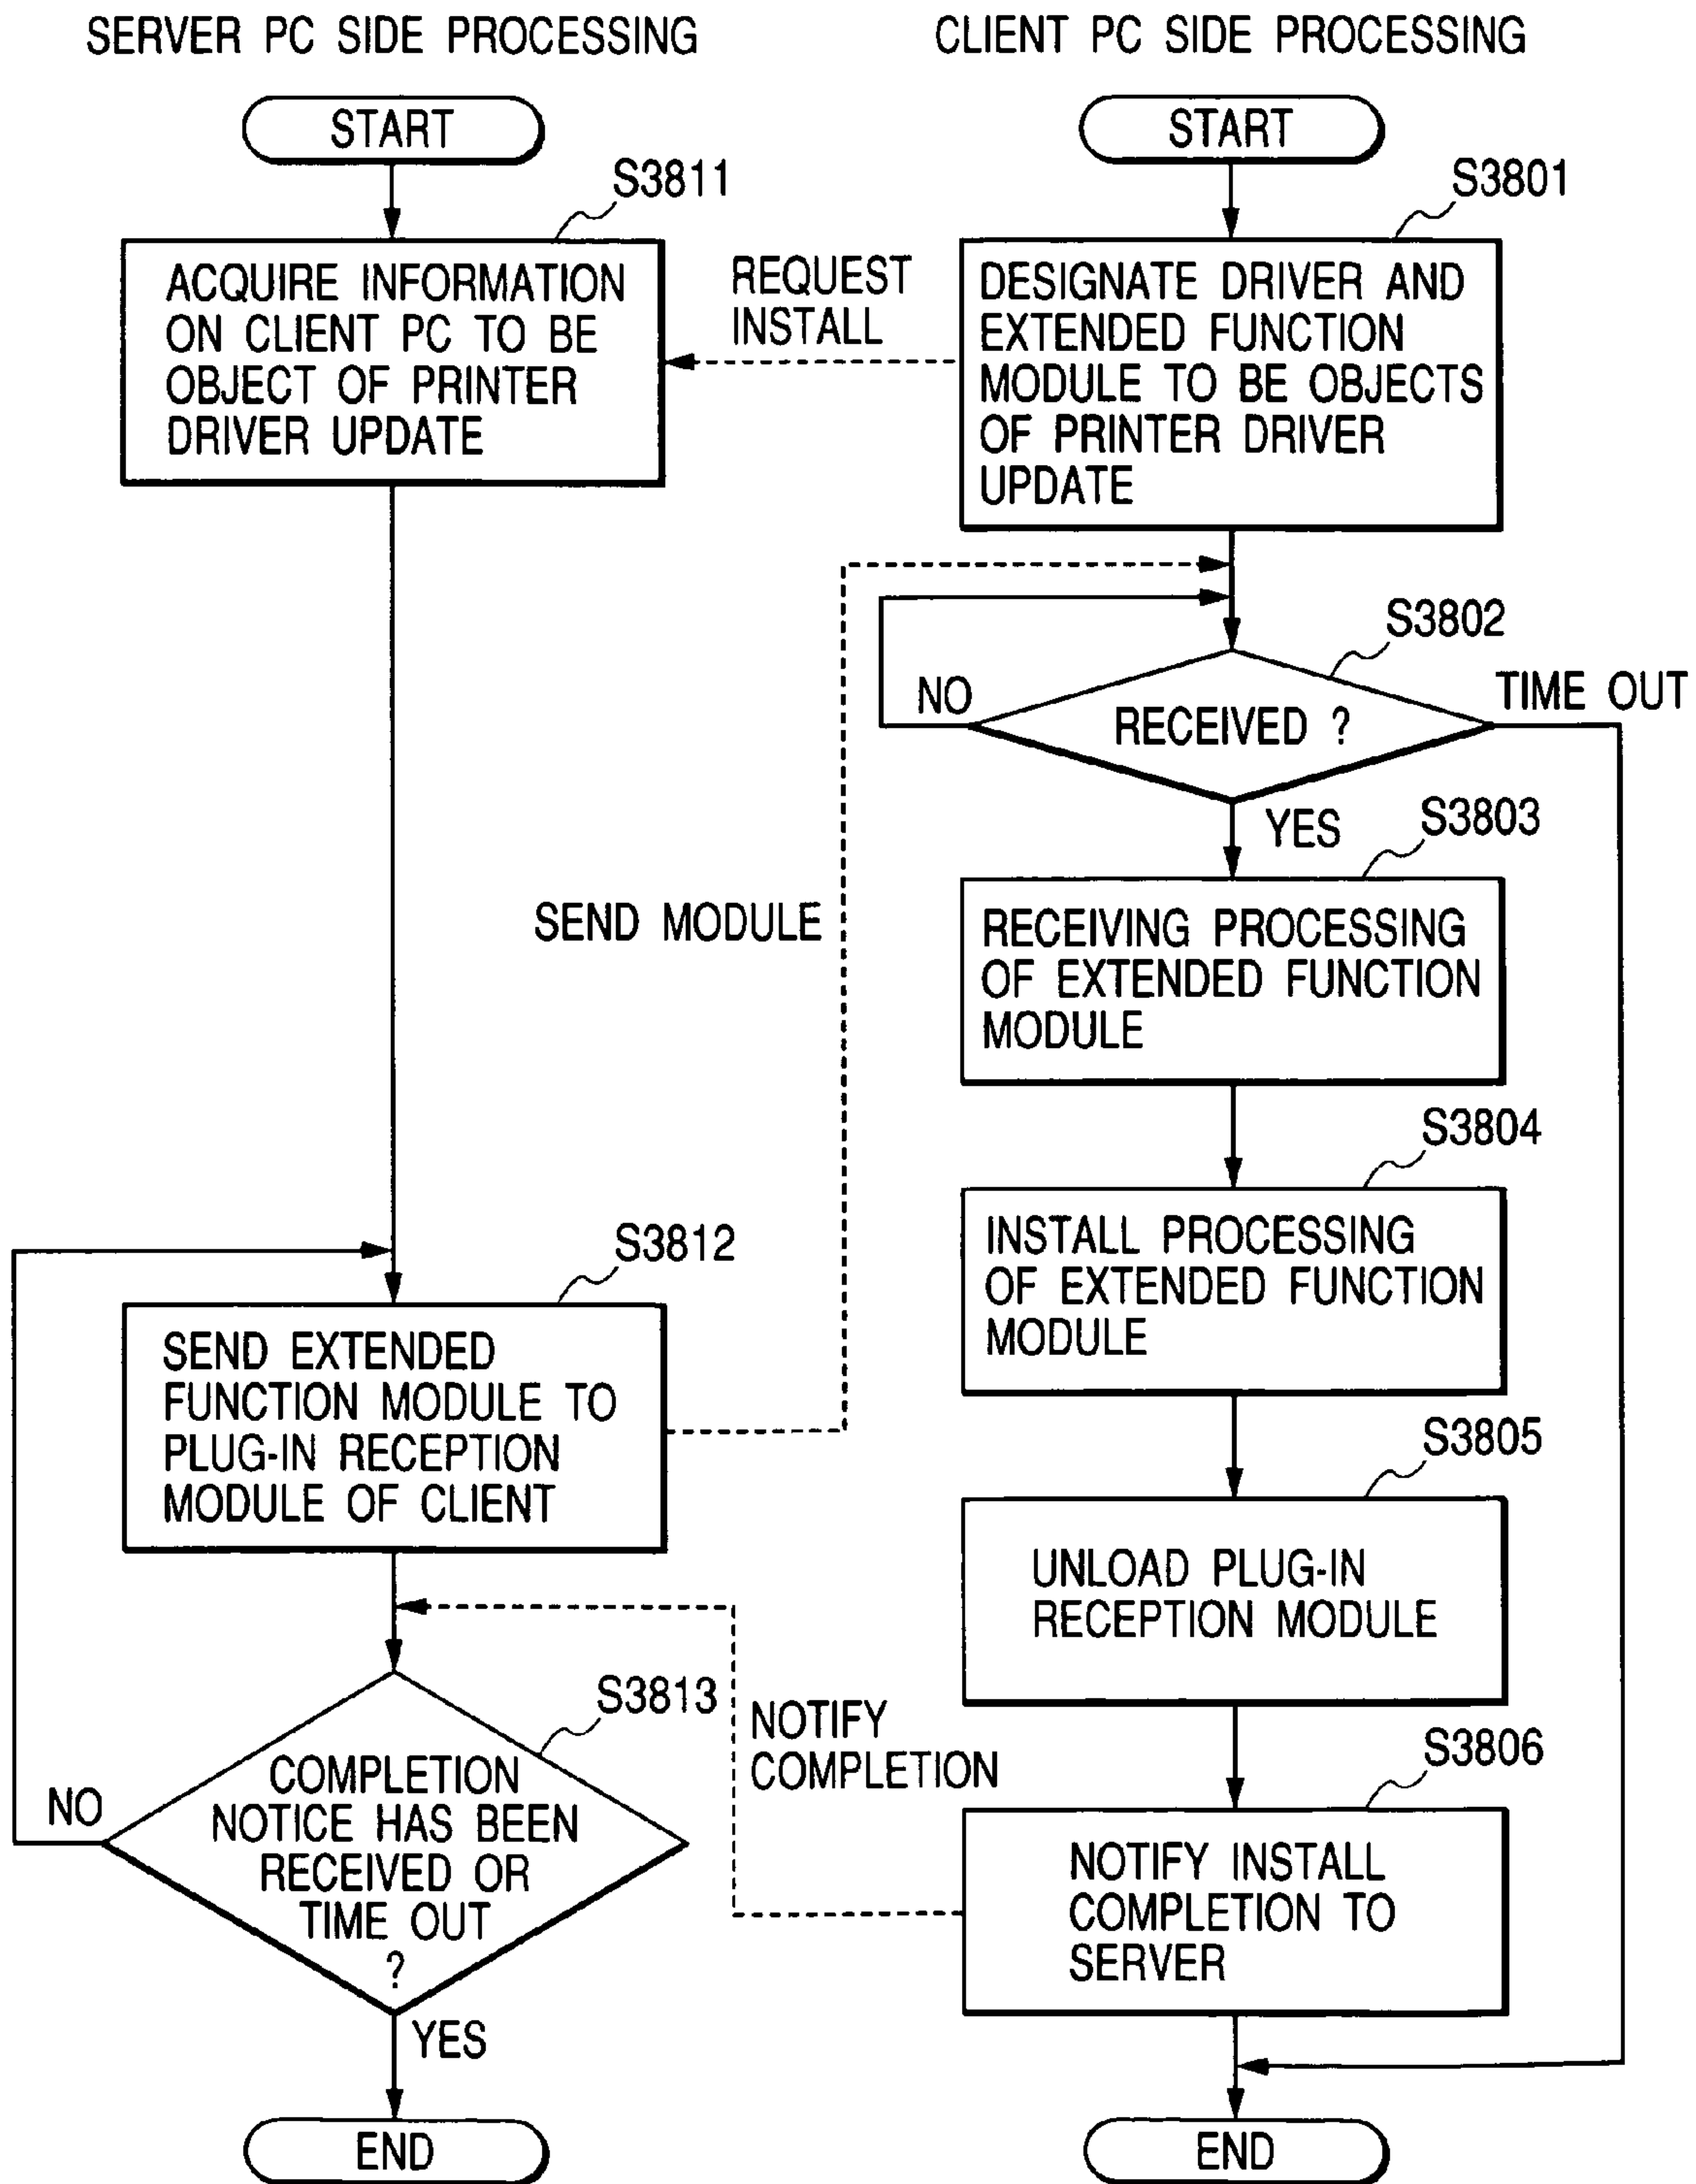 SERVER PC SIDE PROCESSING
START
S3811
ACQUIRE INFORMATION
ON CLIENT PC TO BE
OBJECT OF PRINTER
DRIVER UPDATE
S3812
SEND EXTENDED
FUNCTION MODULE TO
PLUG-IN RECEPTION
MODULE OF CLIENT
S3813
COMPLETION
NOTICE HAS BEEN
RECEIVED OR
TIME OUT
?
NO
YES
END
REQUEST
INSTALL
SEND MODULE
NOTIFY
COMPLETION
CLIENT PC SIDE PROCESSING
START
S3801
DESIGNATE DRIVER AND
EXTENDED FUNCTION
MODULE TO BE OBJECTS
OF PRINTER DRIVER
UPDATE
S3802
RECEIVED ?
NO
TIME OUT
YES
S3803
RECEIVING PROCESSING
OF EXTENDED FUNCTION
MODULE
S3804
INSTALL PROCESSING
OF EXTENDED FUNCTION
MODULE
S3805
UNLOAD PLUG-IN
RECEPTION MODULE
S3806
NOTIFY INSTALL
COMPLETION TO
SERVER
END